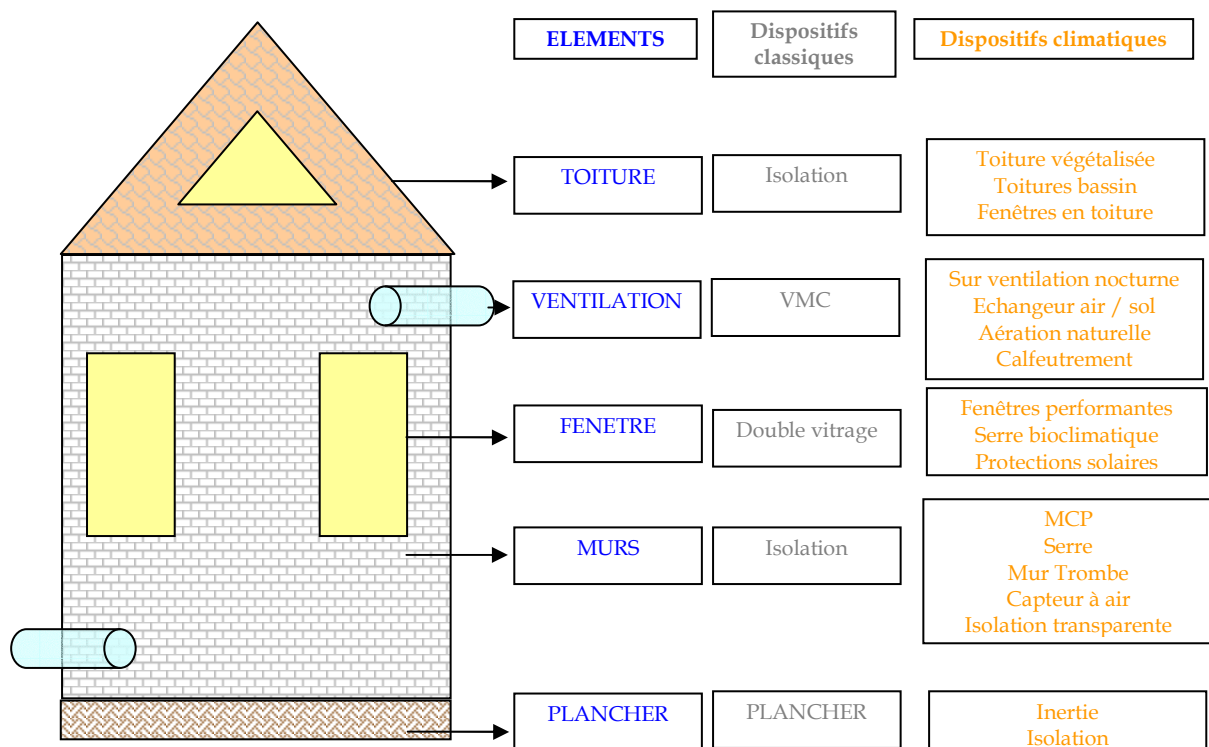 ELEMENTS
Dispositifs
classiques
Dispositifs climatiques
TOITURE
Isolation
Toiture végétalisée
Toitures bassin
Fenêtres en toiture
VENTILATION
VMC
Sur ventilation nocturne
Echangeur air / sol
Aération naturelle
Calfeutrement
FENETRE
Double vitrage
Fenêtres performantes
Serre bioclimatique
Protections solaires
MURS
Isolation
MCP
Serre
Mur Trombe
Capteur à air
Isolation transparente
PLANCHER
PLANCHER
Inertie
Isolation